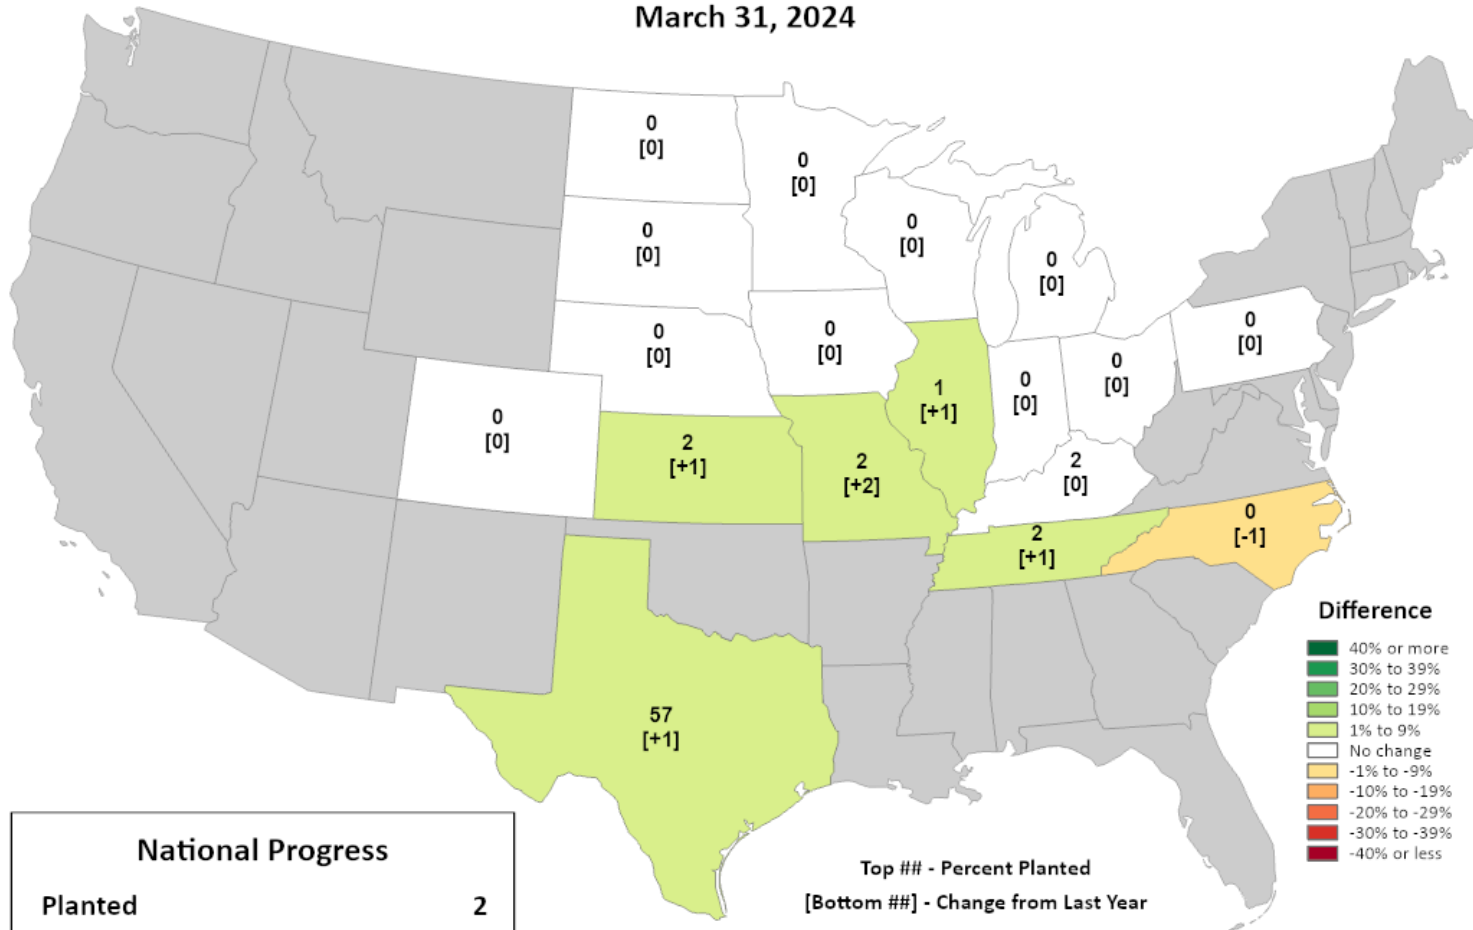 March 31, 2024
0
[0]
0
[0]
0
[0]
0
[0]
0
[0]
0
[0]
0
[0]
0
[0]
0
[0]
0
[0]
1
[+1]
0
[0]
0
[0]
2
[+1]
2
[+2]
2
[0]
2
[+1]
0
[-1]
57
[+1]
Difference
40% or more
30% to 39%
20% to 29%
10% to 19%
1% to 9%
No change
-1% to -9%
-10% to -19%
-20% to -29%
-30% to -39%
-40% or less
National Progress
Planted 2
Top ## - Percent Planted
[Bottom ##] - Change from Last Year